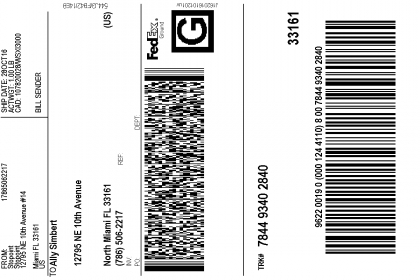 FROM:
Stopoint
Stopoint
12795 NE 10th Avenue #14
Miami FL 33161
US
17865062217
SHIP DATE: 28OCT16
ACTWGT: 1.00 LB
CAD: 107920028/WSXI3000
BILL SENDER
TO Ally Simbert
12795 NE 10th Avenue
North Miami FL 33161
(786) 506-2217
(US)
INV:
PO:
REF:
DEPT:
FedEx
Ground
G
TRK# 7844 9340 2840
33161
9622 0019 0 (000 124 4110) 8 00 7844 9340 2840